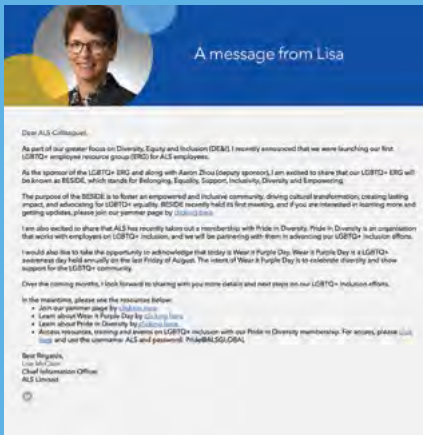 A message from Lisa
Dear ALS Colleagues,
As part of our greater focus on Diversity, Equity and Inclusion (DE&I), I recently announced that we were launching our first
LGBTQ+ employee resource group (ERG) for ALS employees.
As the sponsor of the LGBTQ+ ERG and along with Aaron Zhou (deputy sponsor), I am excited to share that our LGBTQ+ ERG will
be known as BESIDE, which stands for Belonging, Equality, Support, Inclusivity, Diversity and Empowering.
The purpose of the BESIDE is to foster an empowered and inclusive community, driving cultural transformation, creating lasting
impact, and advocating for LGBTQ+ equality. BESIDE recently held its first meeting, and if you are interested in learning more and
getting updates, please join our yammer page by clicking here
I am also excited to share that ALS has recently taken out a membership with Pride in Diversity. Pride in Diversity is an organisation
that works with employers on LGBTQ+ inclusion, and we will be partnering with them in advancing our LGBTQ+ inclusion efforts.
I would also like to take the opportunity to acknowledge that today is Wear it Purple Day. Wear it Purple Day is a LGBTQ+
awareness day held annually on the last Friday of August. The intent of Wear it Purple Day is to celebrate diversity and show
support for the LGBTQ+ community.
Over the coming months, I look forward to sharing with you more details and next steps on our LGBTQ+ inclusion efforts.
In the meantime, please see the resources below:
• Join our yammer page by clicking here
• Learn about Wear it Purple Day by clicking here
• Learn about Pride in Diversity by clicking here
• Access resources, training and events on LGBTQ+ inclusion with our Pride in Diversity membership. For access, please click
here and use the username: ALS and password: Pride@ALSGLOBAL
Best Regards,
Lisa
Chief Information Officer
ALS Limited